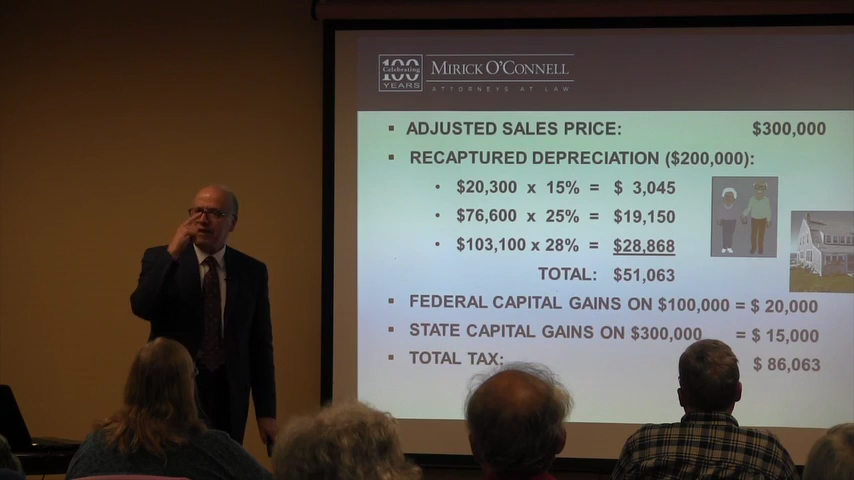 Celebrating
100
YEARS
MIRICK O'CONNELL
ATTORNEYS AT LAW
▪ ADJUSTED SALES PRICE: $300,000
▪ RECAPTURED DEPRECIATION ($200,000):
• $20,300 x 15% = $ 3,045
• $76,600 x 25% = $19,150
• $103,100 x 28% = $28,868
TOTAL: $51,063
▪ FEDERAL CAPITAL GAINS ON $100,000 = $ 20,000
▪ STATE CAPITAL GAINS ON $300,000 = $ 15,000
▪ TOTAL TAX: $ 86,063